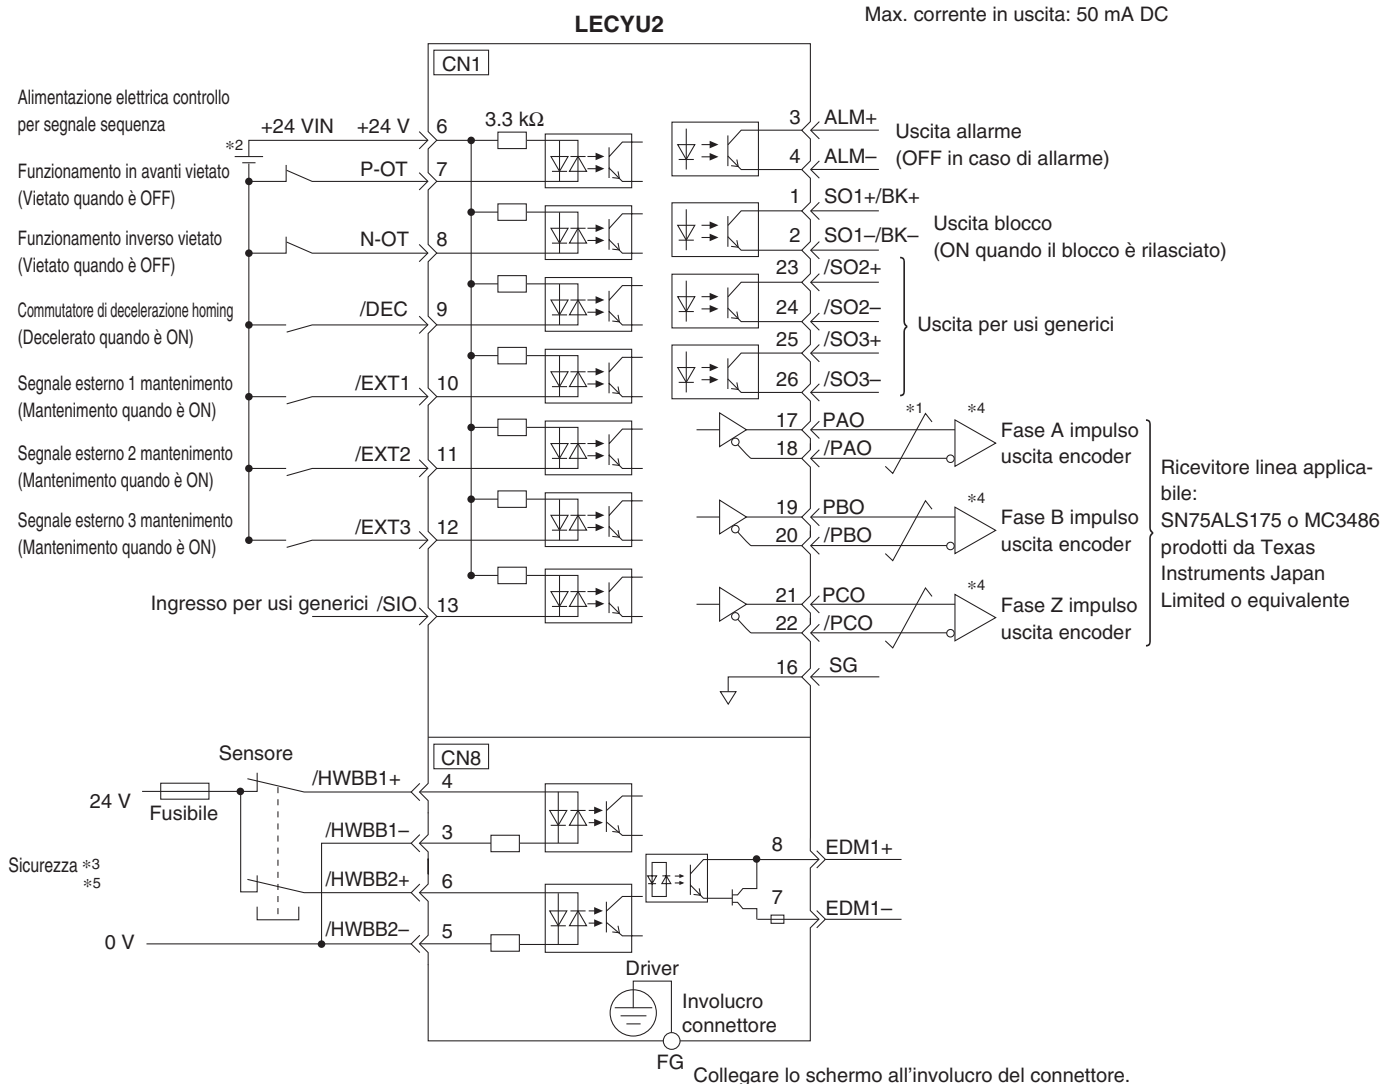 LECYU2
Max. corrente in uscita: 50 mA DC
CN1
Alimentazione elettrica controllo
per segnale sequenza
+24 VIN
+24 V
6
3.3 kΩ
*2
Funzionamento in avanti vietato
(Vietato quando è OFF)
P-OT
7
Funzionamento inverso vietato
(Vietato quando è OFF)
N-OT
8
Commutatore di decelerazione homing
(Decelerato quando è ON)
/DEC
9
Segnale esterno 1 mantenimento
(Mantenimento quando è ON)
/EXT1
10
Segnale esterno 2 mantenimento
(Mantenimento quando è ON)
/EXT2
11
Segnale esterno 3 mantenimento
(Mantenimento quando è ON)
/EXT3
12
Ingresso per usi generici
/SIO
13
3
ALM+
4
ALM–
Uscita allarme
(OFF in caso di allarme)
1
SO1+/BK+
2
SO1–/BK–
Uscita blocco
(ON quando il blocco è rilasciato)
23
/SO2+
24
/SO2–
25
/SO3+
26
/SO3–
Uscita per usi generici
17
PAO
18
/PAO
*1
*4
Fase A impulso
uscita encoder
19
PBO
20
/PBO
*4
Fase B impulso
uscita encoder
21
PCO
22
/PCO
*4
Fase Z impulso
uscita encoder
Ricevitore linea applica-
bile:
SN75ALS175 o MC3486
prodotti da Texas
Instruments Japan
Limited o equivalente
16
SG
CN8
Sensore
24 V
Fusibile
/HWBB1+
4
/HWBB1–
3
Sicurezza *3
*5
/HWBB2+
6
/HWBB2–
5
0 V
8
EDM1+
7
EDM1–
Driver
Involucro
connettore
FG
Collegare lo schermo all'involucro del connettore.